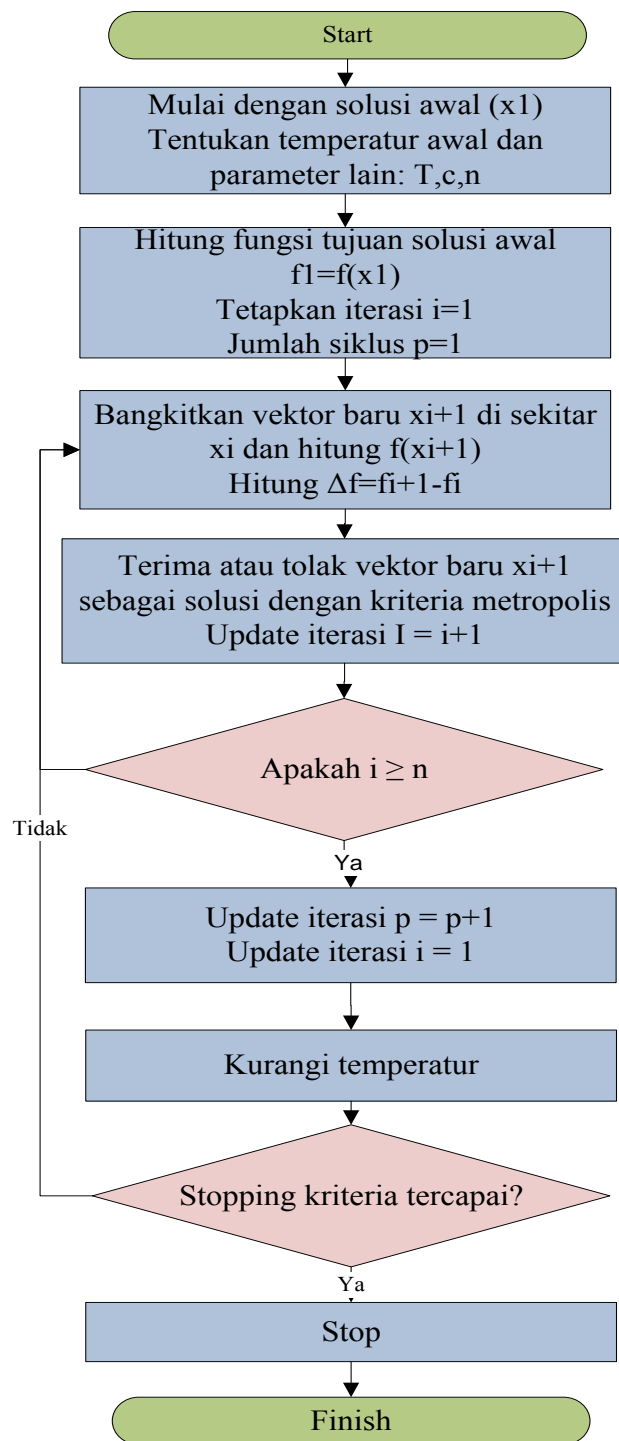 Start
Mulai dengan solusi awal (x1)
Tentukan temperatur awal dan
parameter lain: T,c,n
Hitung fungsi tujuan solusi awal
f1=f(x1)
Tetapkan iterasi i=1
Jumlah siklus p=1
Bangkitkan vektor baru xi+1 di sekitar
xi dan hitung f(xi+1)
Hitung Δf=fi+1-fi
Terima atau tolak vektor baru xi+1
sebagai solusi dengan kriteria metropolis
Update iterasi I = i+1
Apakah i ≥ n
Tidak
Ya
Update iterasi p = p+1
Update iterasi i = 1
Kurangi temperatur
Stopping kriteria tercapai?
Ya
Stop
Finish